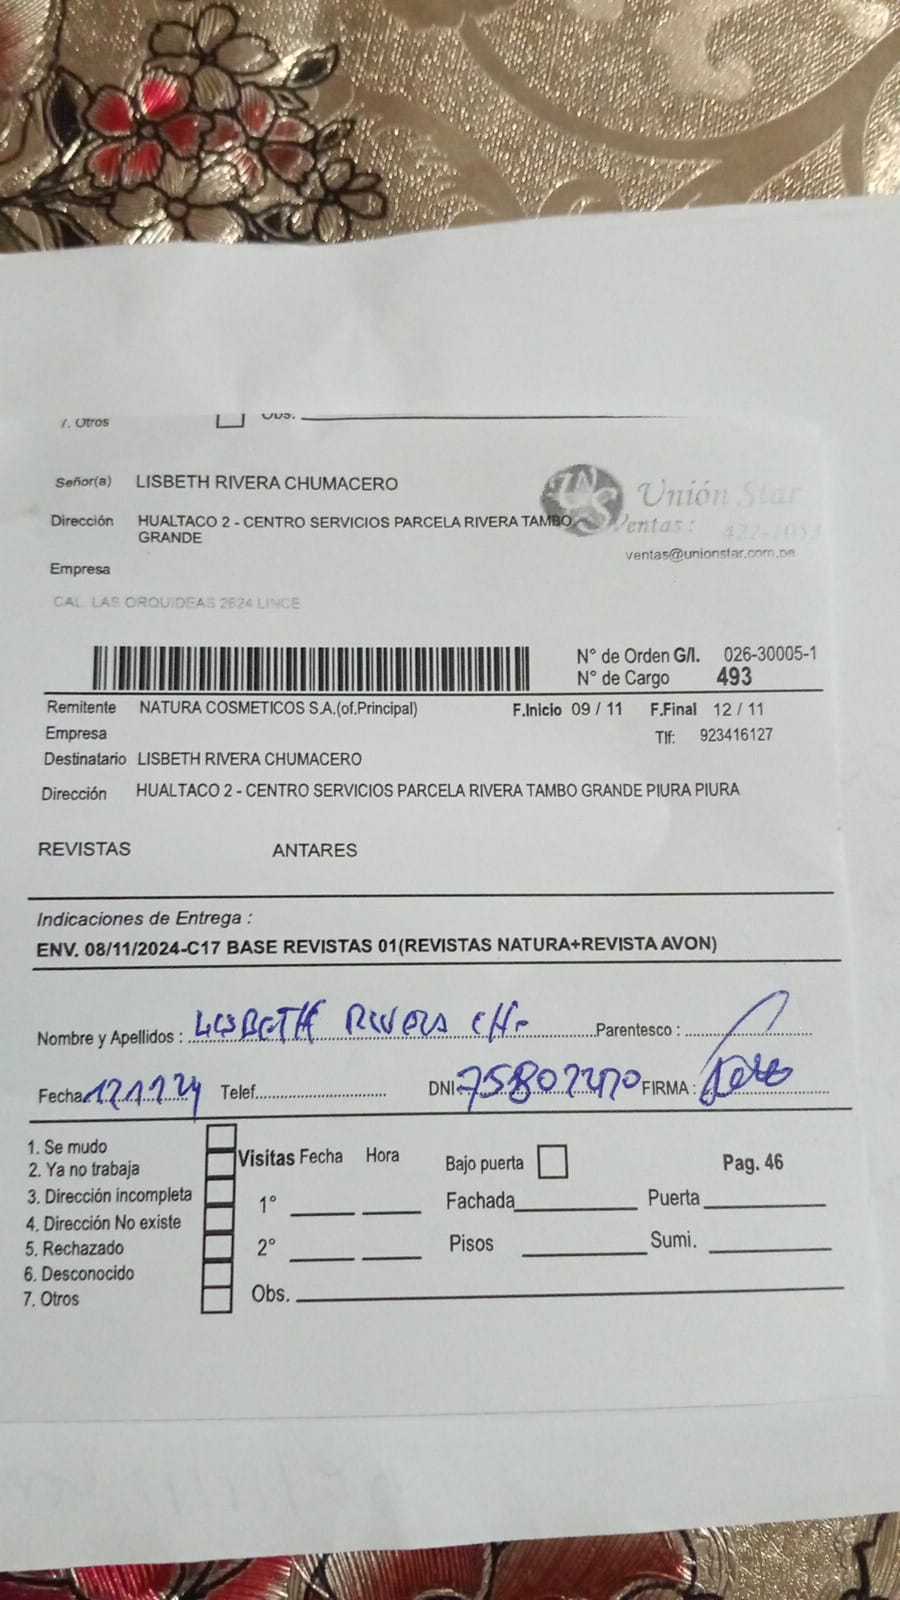 7. Otros Obs.
Señor(a) LISBETH RIVERA CHUMACERO
Unión Star
Dirección HUALTACO 2 - CENTRO SERVICIOS PARCELA RIVERA TAMBO
GRANDE
Ventas: 422-1053
ventas@unionstar.com.pe
Empresa
CAL. LAS ORQUIDEAS 2624 LINCE
N° de Orden G/I. 026-30005-1
N° de Cargo 493
Remitente NATURA COSMETICOS S.A.(of.Principal) F.Inicio 09 / 11 F.Final 12 / 11
Empresa Tlf: 923416127
Destinatario LISBETH RIVERA CHUMACERO
Dirección HUALTACO 2 - CENTRO SERVICIOS PARCELA RIVERA TAMBO GRANDE PIURA PIURA
REVISTAS ANTARES
Indicaciones de Entrega :
ENV. 08/11/2024-C17 BASE REVISTAS 01(REVISTAS NATURA+REVISTA AVON)
Nombre y Apellidos : LISBETH RIVERA CH. Parentesco :
Fecha Telef. DNI: FIRMA :
1. Se mudo
2. Ya no trabaja
3. Dirección incompleta
4. Dirección No existe
5. Rechazado
6. Desconocido
7. Otros
Visitas Fecha Hora Bajo puerta Pag. 46
1° Fachada Puerta
2° Pisos Sumi.
Obs.